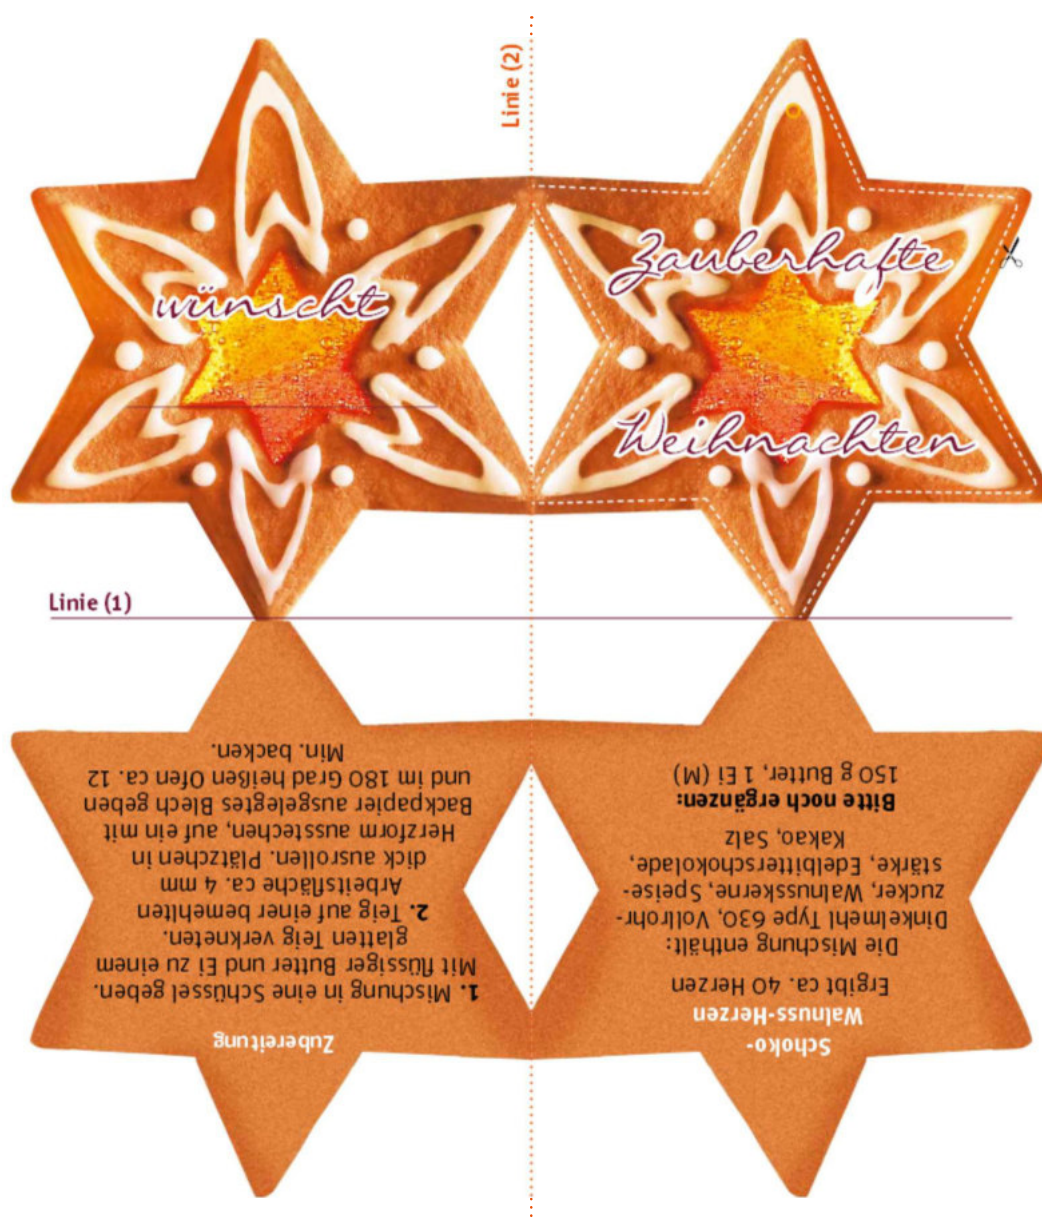 Linie (2)
wünscht
Zauberhafte
Weihnachten
Linie (1)
Zubereitung
1. Mischung in eine Schüssel geben.
Mit flüssiger Butter und Ei zu einem
glatten Teig verkneten.
2. Teig auf einer bemehlten
Arbeitsfläche ca. 4 mm
dick ausrollen. Plätzchen in
Herzform ausstechen, auf ein mit
Backpapier ausgelegtes Blech geben
und im 180 Grad heißen Ofen ca. 12
Min. backen.
Schoko-
Walnuss-Herzen
Ergibt ca. 40 Herzen
Die Mischung enthält:
Dinkelmehl Type 630, Vollrohr-
zucker, Walnusskerne, Speise-
stärke, Edelbitterschokolade,
Kakao, Salz
Bitte noch ergänzen:
150 g Butter, 1 Ei (M)